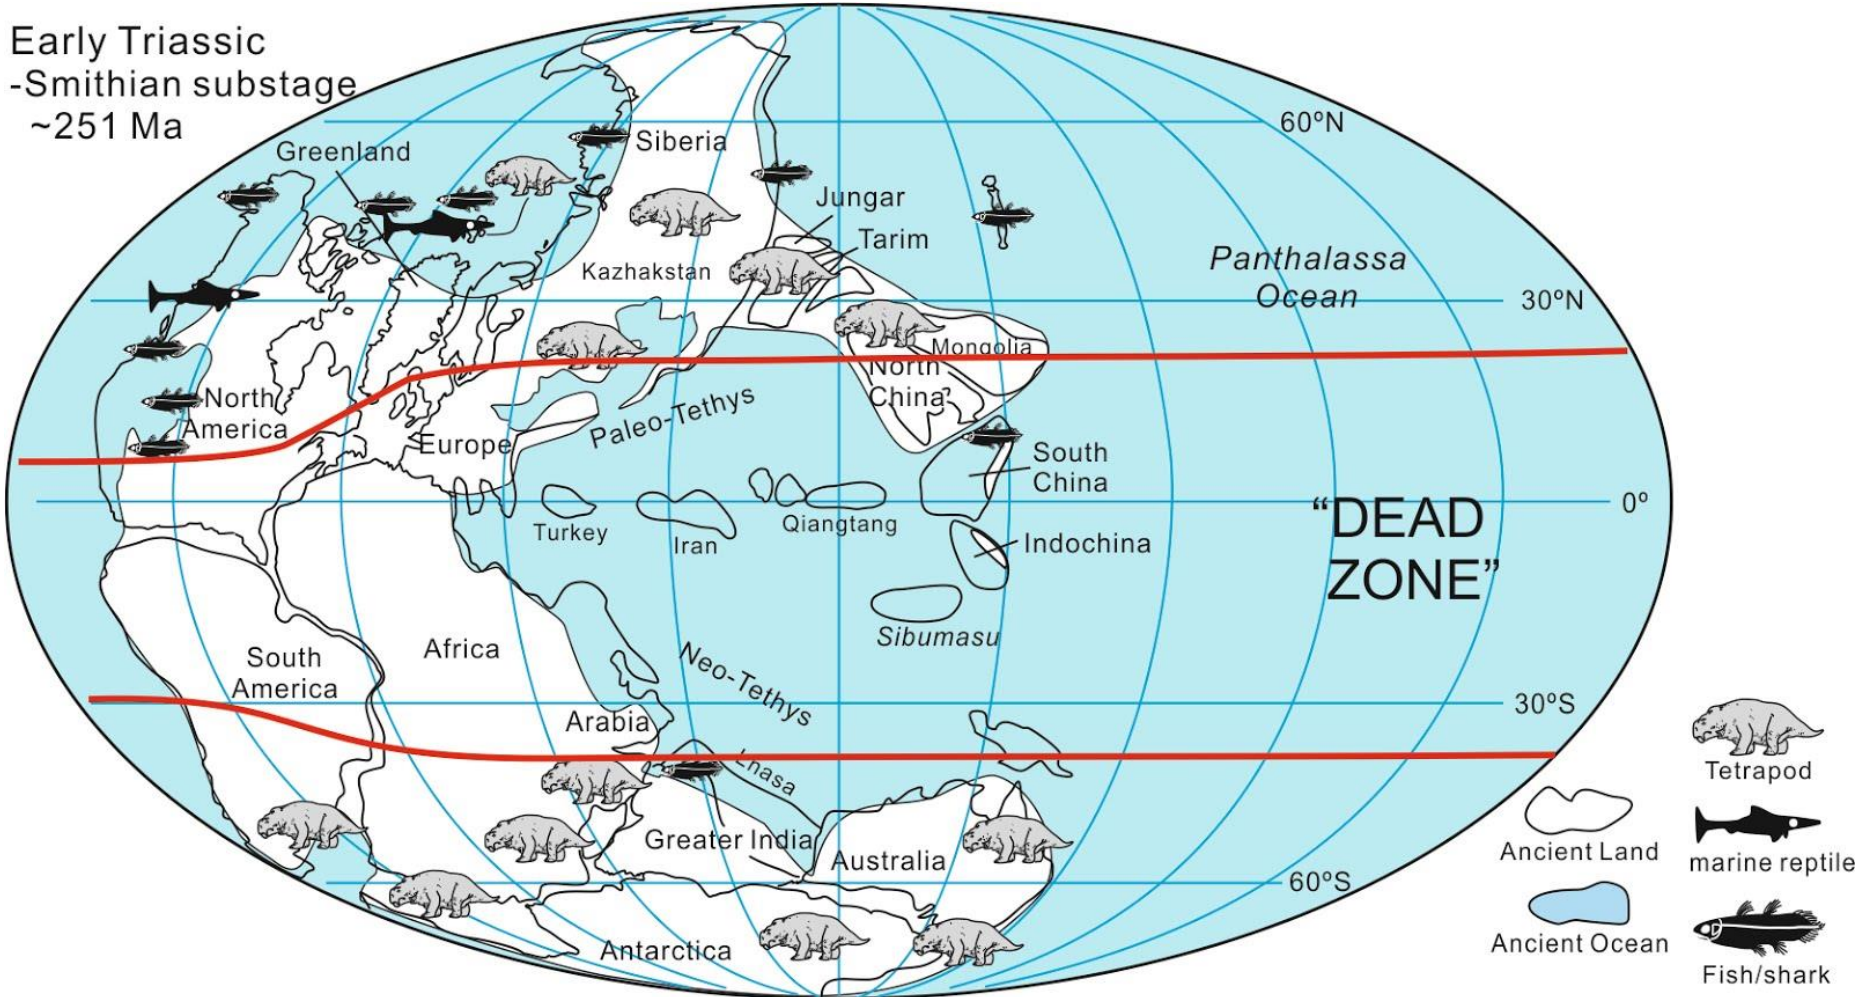 Early Triassic
-Smithian substage
~251 Ma
60ºN
Greenland
Siberia
Jungar
Tarim
Kazhakstan
Panthalassa
Ocean
30ºN
Mongolia
North
China?
North
America
Europe
Paleo-Tethys
South
China
0º
Turkey
Iran
Qiangtang
Indochina
“DEAD
ZONE”
Sibumasu
Africa
South
America
Neo-Tethys
30ºS
Arabia
Lhasa
Greater India
Australia
60ºS
Antarctica
Tetrapod
Ancient Land
marine reptile
Ancient Ocean
Fish/shark